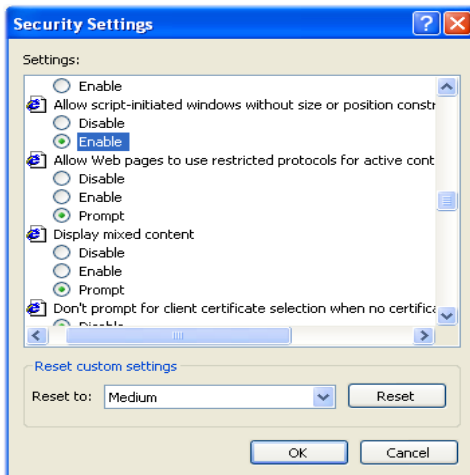 Security Settings
Settings:
Enable
Allow script-initiated windows without size or position constr
Disable
Enable
Allow Web pages to use restricted protocols for active cont
Disable
Enable
Prompt
Display mixed content
Disable
Enable
Prompt
Don't prompt for client certificate selection when no certifica
Disable
Reset custom settings
Reset to: Medium Reset
OK Cancel